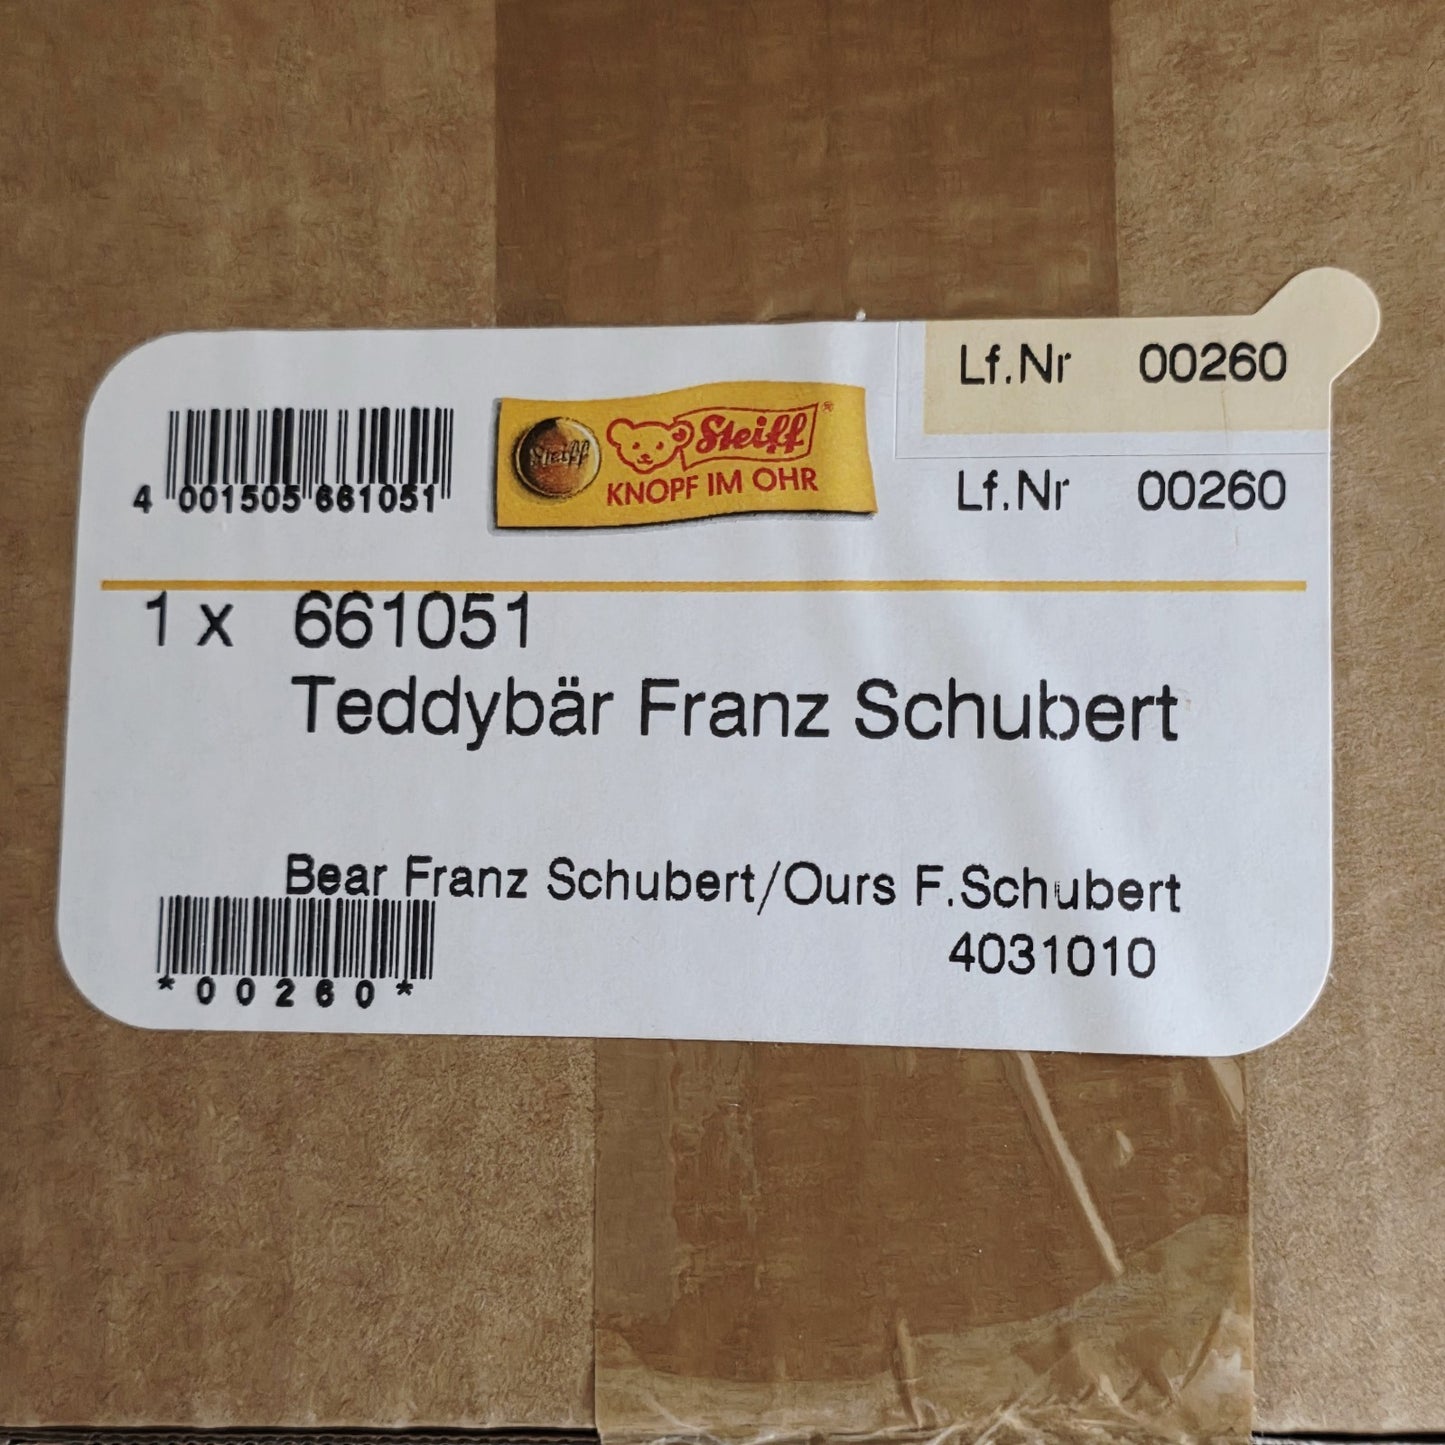 Lf.Nr 00260
Steiff
Steiff®
KNOPF IM OHR
4 001505 661051
Lf.Nr 00260
1 x 661051
Teddybär Franz Schubert
Bear Franz Schubert/Ours F.Schubert
4031010
*00260*